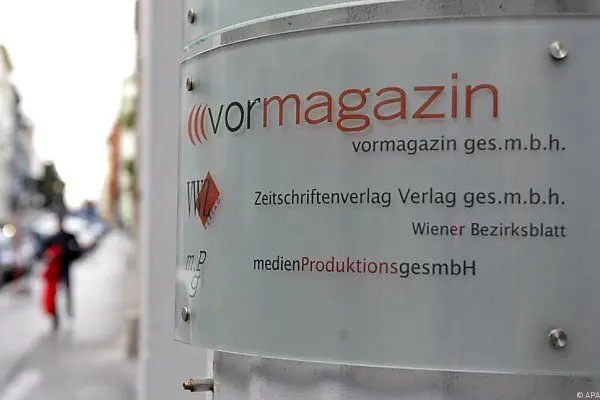 vormagazin
vormagazin ges.m.b.h.
VWZ
Zeitschriftenverlag Verlag ges.m.b.h.
Wiener Bezirksblatt
m.P
g
medienProduktionsgesmbH
© APA